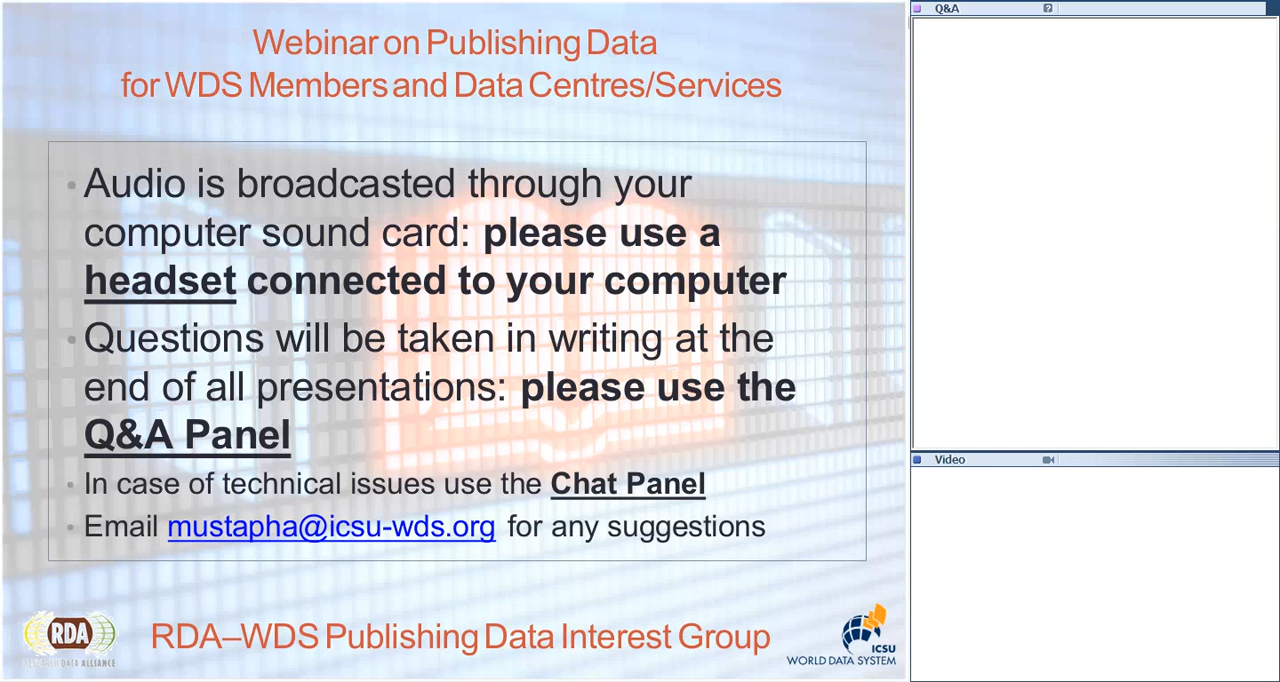 Webinar on Publishing Data
for WDS Members and Data Centres/Services
• Audio is broadcasted through your
computer sound card: please use a
headset connected to your computer
• Questions will be taken in writing at the
end of all presentations: please use the
Q&A Panel
• In case of technical issues use the Chat Panel
• Email mustapha@icsu-wds.org for any suggestions
RDA
RESEARCH DATA ALLIANCE
RDA–WDS Publishing Data Interest Group
ICSU
WORLD DATA SYSTEM
Q&A
?
Video